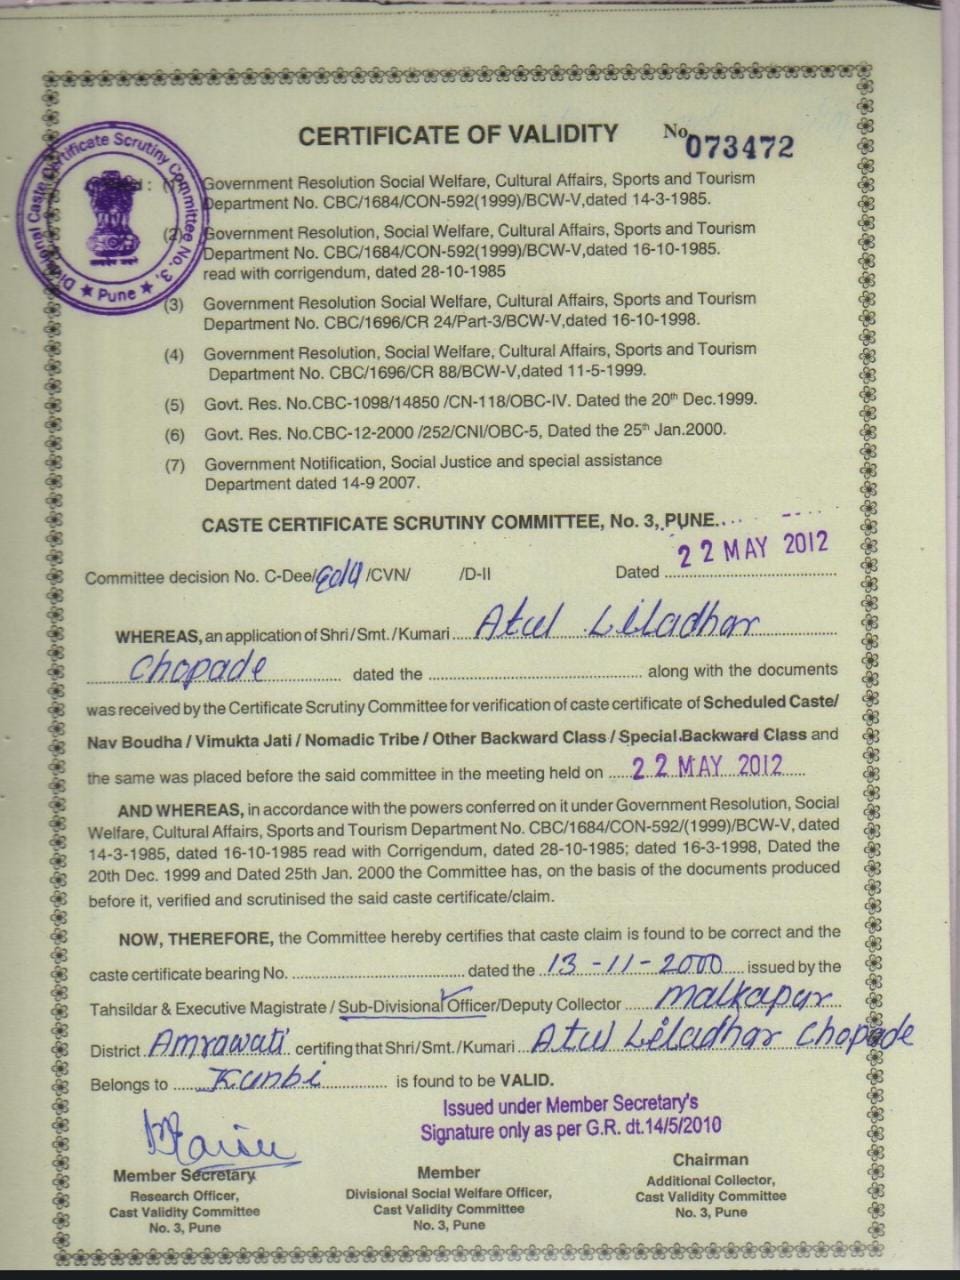 CERTIFICATE OF VALIDITY No 073472
Divisional Caste Certificate Scrutiny Committee No. 3,
★ Pune ★
(1) Government Resolution Social Welfare, Cultural Affairs, Sports and Tourism
Department No. CBC/1684/CON-592(1999)/BCW-V,dated 14-3-1985.
(2) Government Resolution, Social Welfare, Cultural Affairs, Sports and Tourism
Department No. CBC/1684/CON-592(1999)/BCW-V,dated 16-10-1985.
read with corrigendum, dated 28-10-1985
(3) Government Resolution Social Welfare, Cultural Affairs, Sports and Tourism
Department No. CBC/1696/CR 24/Part-3/BCW-V,dated 16-10-1998.
(4) Government Resolution, Social Welfare, Cultural Affairs, Sports and Tourism
Department No. CBC/1696/CR 88/BCW-V,dated 11-5-1999.
(5) Govt. Res. No.CBC-1098/14850 /CN-118/OBC-IV. Dated the 20th Dec.1999.
(6) Govt. Res. No.CBC-12-2000 /252/CNI/OBC-5, Dated the 25th Jan.2000.
(7) Government Notification, Social Justice and special assistance
Department dated 14-9 2007.
CASTE CERTIFICATE SCRUTINY COMMITTEE, No. 3, PUNE.
Committee decision No. C-Dee/ /CVN/ /D-II Dated 22 MAY 2012
WHEREAS, an application of Shri/Smt./Kumari Atul Liladhar
Chopade dated the along with the documents
was received by the Certificate Scrutiny Committee for verification of caste certificate of Scheduled Caste/
Nav Boudha / Vimukta Jati / Nomadic Tribe / Other Backward Class / Special Backward Class and
the same was placed before the said committee in the meeting held on 22 MAY 2012
AND WHEREAS, in accordance with the powers conferred on it under Government Resolution, Social
Welfare, Cultural Affairs, Sports and Tourism Department No. CBC/1684/CON-592/(1999)/BCW-V, dated
14-3-1985, dated 16-10-1985 read with Corrigendum, dated 28-10-1985; dated 16-3-1998, Dated the
20th Dec. 1999 and Dated 25th Jan. 2000 the Committee has, on the basis of the documents produced
before it, verified and scrutinised the said caste certificate/claim.
NOW, THEREFORE, the Committee hereby certifies that caste claim is found to be correct and the
caste certificate bearing No. dated the 13-11-2000 issued by the
Tahsildar & Executive Magistrate / Sub-Divisional Officer/Deputy Collector malkapur
District Amrawati certifing that Shri/Smt./Kumari Atul Liladhar Chopade
Belongs to Kunbi is found to be VALID.
Issued under Member Secretary's
Signature only as per G.R. dt.14/5/2010
Member Secretary
Research Officer,
Cast Validity Committee
No. 3, Pune
Member
Divisional Social Welfare Officer,
Cast Validity Committee
No. 3, Pune
Chairman
Additional Collector,
Cast Validity Committee
No. 3, Pune